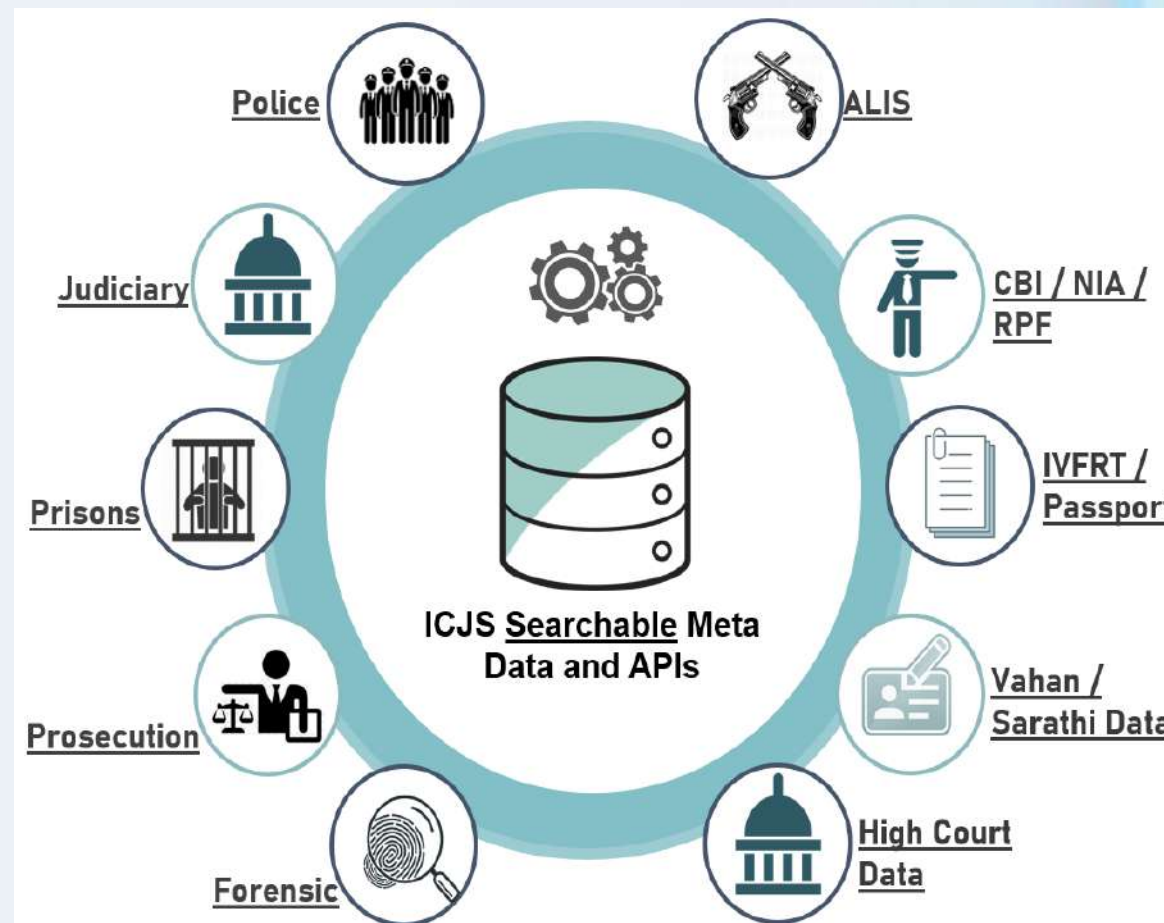 Police
ALIS
Judiciary
CBI / NIA /
RPF
Prisons
IVFRT /
Passport
ICJS Searchable Meta
Data and APIs
Prosecution
Vahan /
Sarathi Data
Forensic
High Court
Data